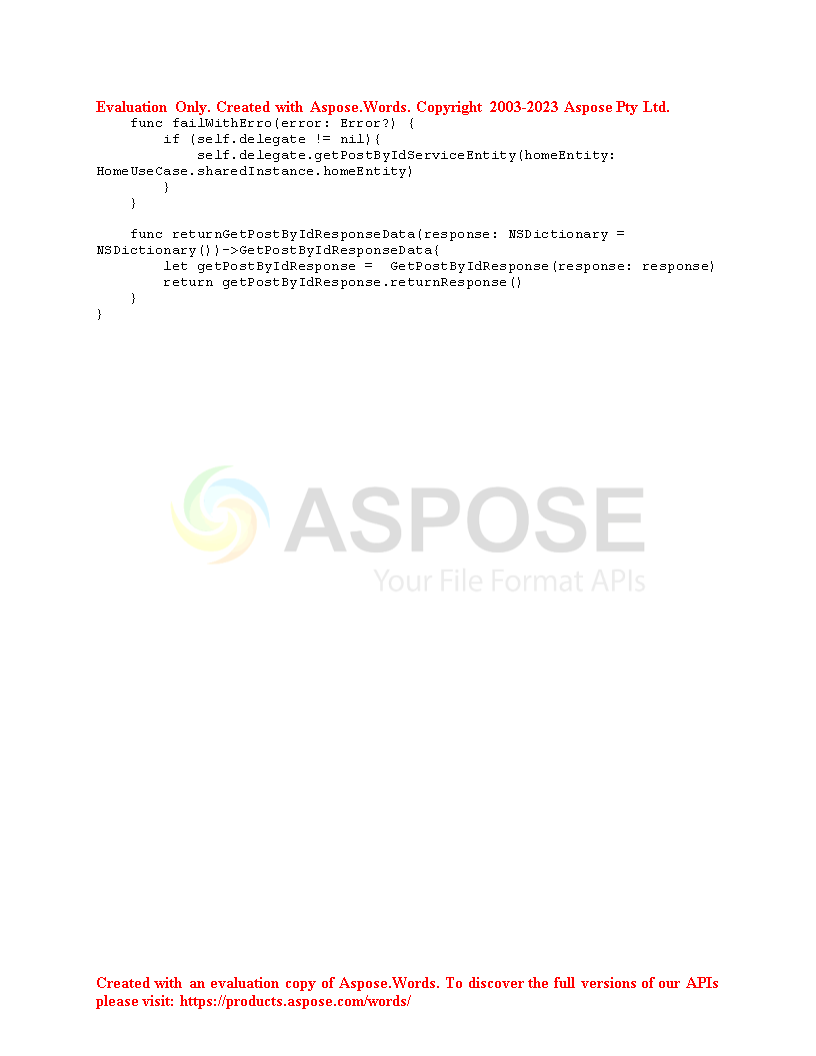 Evaluation Only. Created with Aspose.Words. Copyright 2003-2023 Aspose Pty Ltd.
    func failWithErro(error: Error?) {
        if (self.delegate != nil){
            self.delegate.getPostByIdServiceEntity(homeEntity:
HomeUseCase.sharedInstance.homeEntity)
        }
    }

    func returnGetPostByIdResponseData(response: NSDictionary =
NSDictionary())->GetPostByIdResponseData{
        let getPostByIdResponse =  GetPostByIdResponse(response: response)
        return getPostByIdResponse.returnResponse()
    }
}
ASPOSE
Your File Format APIs
Created with an evaluation copy of Aspose.Words. To discover the full versions of our APIs
please visit: https://products.aspose.com/words/